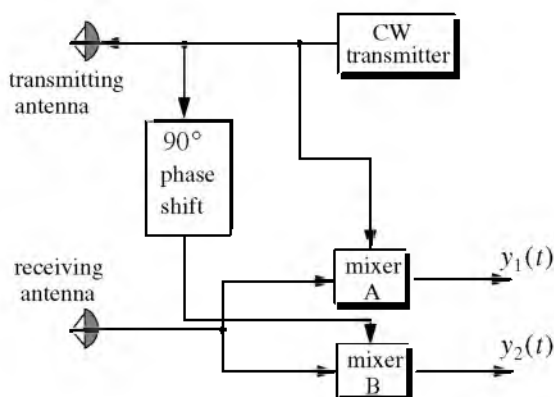 CW
transmitter
transmitting
antenna
90°
phase
shift
receiving
antenna
mixer
A
y₁(t)
mixer
B
y₂(t)